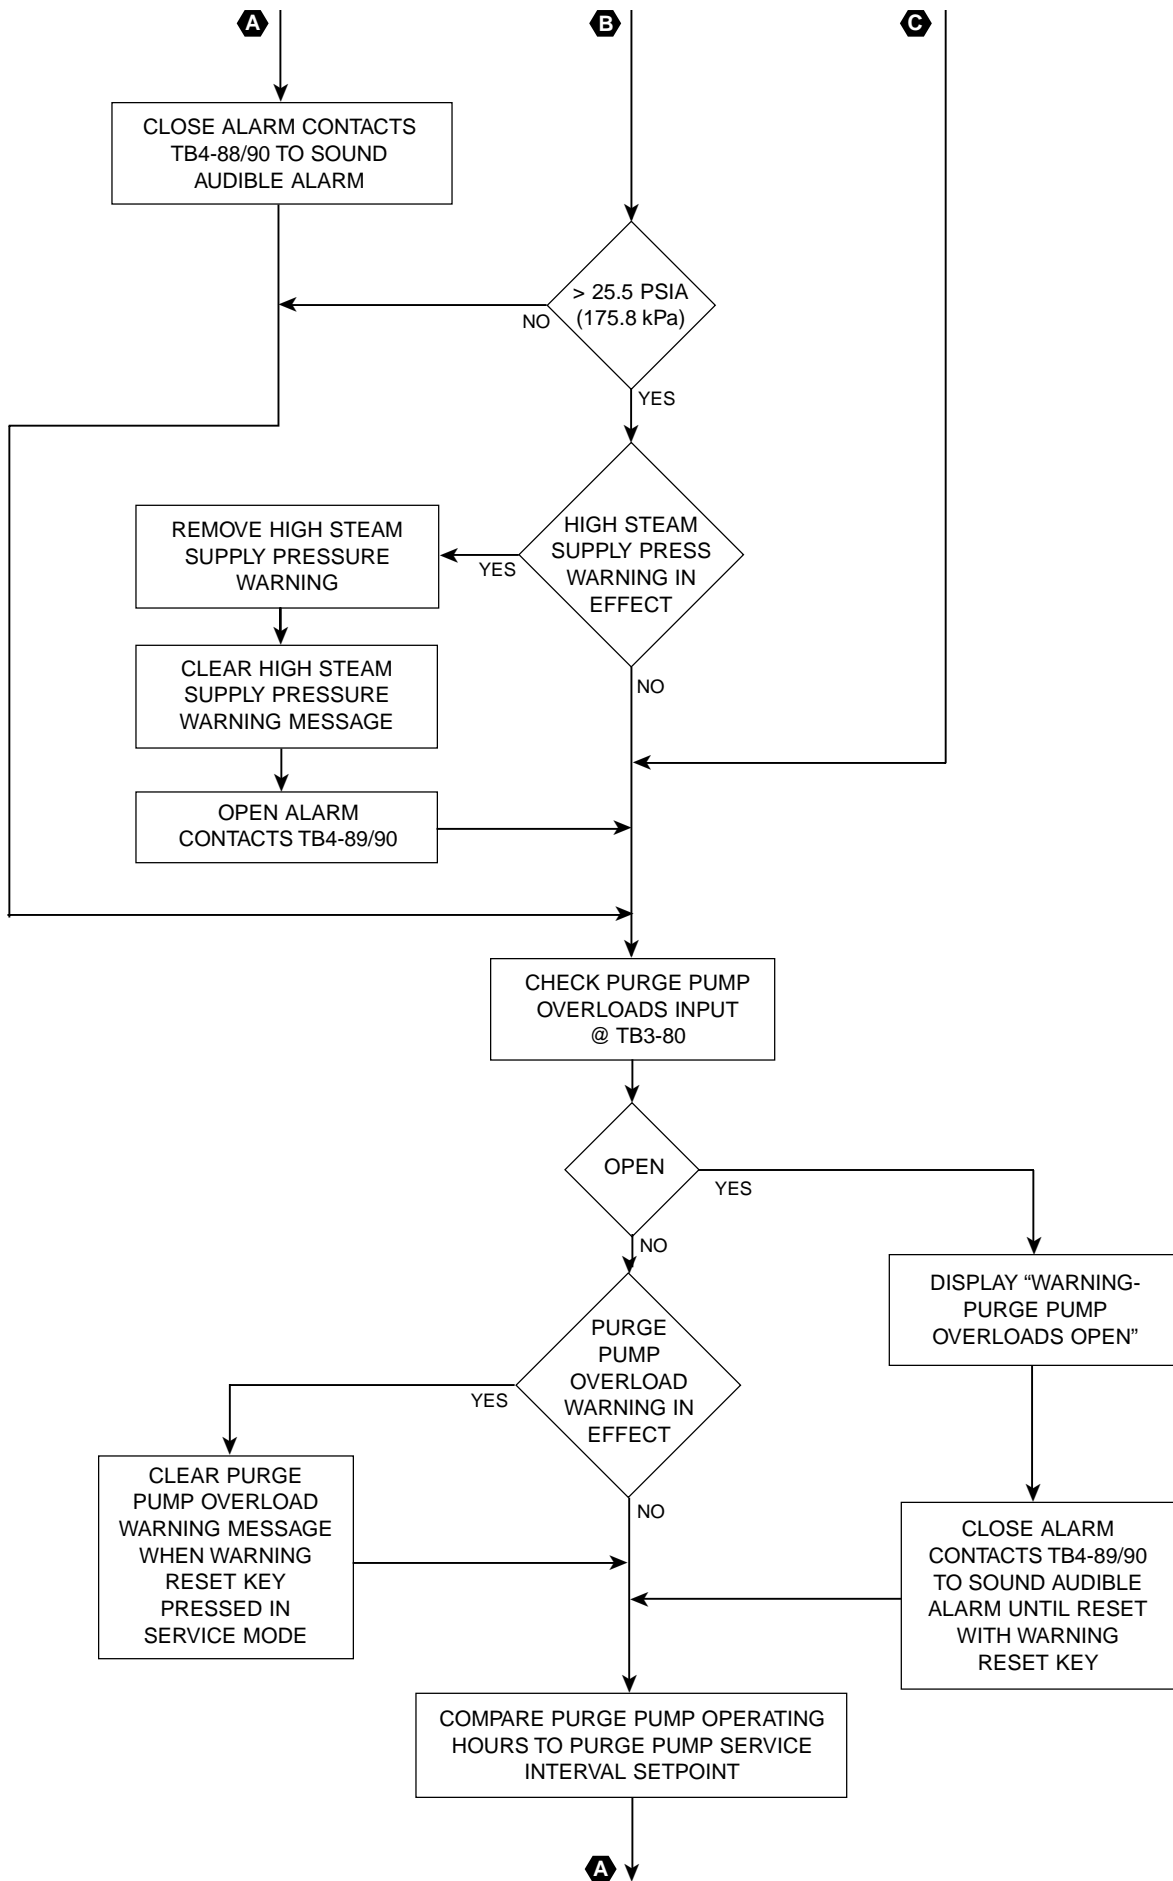 A
B
C
CLOSE ALARM CONTACTS
TB4-88/90 TO SOUND
AUDIBLE ALARM
> 25.5 PSIA
(175.8 kPa)
NO
YES
HIGH STEAM
SUPPLY PRESS
WARNING IN
EFFECT
YES
NO
REMOVE HIGH STEAM
SUPPLY PRESSURE
WARNING
CLEAR HIGH STEAM
SUPPLY PRESSURE
WARNING MESSAGE
OPEN ALARM
CONTACTS TB4-89/90
CHECK PURGE PUMP
OVERLOADS INPUT
@ TB3-80
OPEN
YES
NO
DISPLAY “WARNING-
PURGE PUMP
OVERLOADS OPEN”
PURGE
PUMP
OVERLOAD
WARNING IN
EFFECT
YES
NO
CLEAR PURGE
PUMP OVERLOAD
WARNING MESSAGE
WHEN WARNING
RESET KEY
PRESSED IN
SERVICE MODE
CLOSE ALARM
CONTACTS TB4-89/90
TO SOUND AUDIBLE
ALARM UNTIL RESET
WITH WARNING
RESET KEY
COMPARE PURGE PUMP OPERATING
HOURS TO PURGE PUMP SERVICE
INTERVAL SETPOINT
A